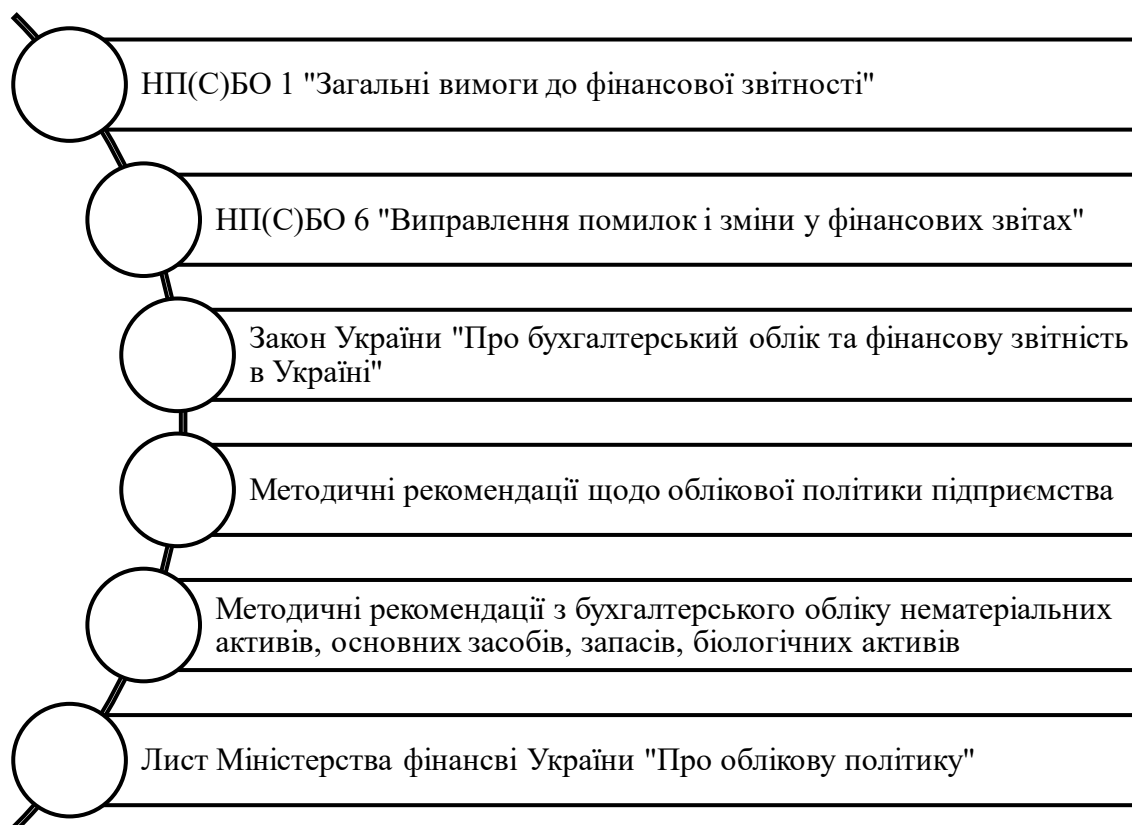 НП(С)БО 1 "Загальні вимоги до фінансової звітності"
НП(С)БО 6 "Виправлення помилок і зміни у фінансових звітах"
Закон України "Про бухгалтерський облік та фінансову звітність
в Україні"
Методичні рекомендації щодо облікової політики підприємства
Методичні рекомендації з бухгалтерського обліку нематеріальних
активів, основних засобів, запасів, біологічних активів
Лист Міністерства фінансві України "Про облікову політику"